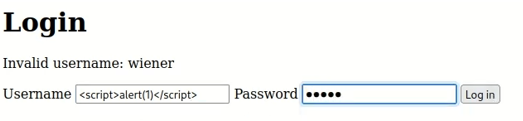 Login
Invalid username: wiener
Username <script>alert(1)</script> Password ••••• Log in